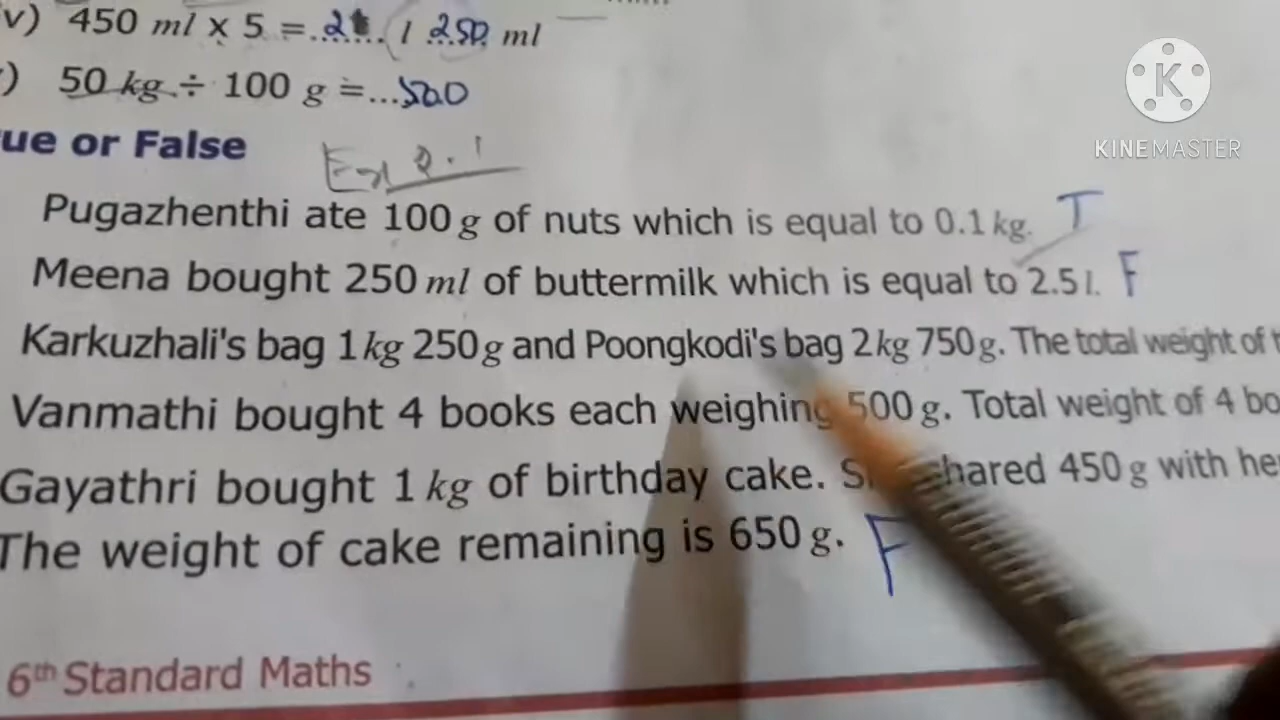 v) 450 ml x 5 = ..2.. l 250 ml
) 50 kg ÷ 100 g = ...500
ue or False
Ex 2.1
Pugazhenthi ate 100 g of nuts which is equal to 0.1 kg. T
Meena bought 250 ml of buttermilk which is equal to 2.5 l. F
Karkuzhali's bag 1 kg 250 g and Poongkodi's bag 2 kg 750 g. The total weight of t
Vanmathi bought 4 books each weighing 500 g. Total weight of 4 bo
Gayathri bought 1 kg of birthday cake. shared 450 g with he
The weight of cake remaining is 650 g. F
6th Standard Maths
K
KINEMASTER